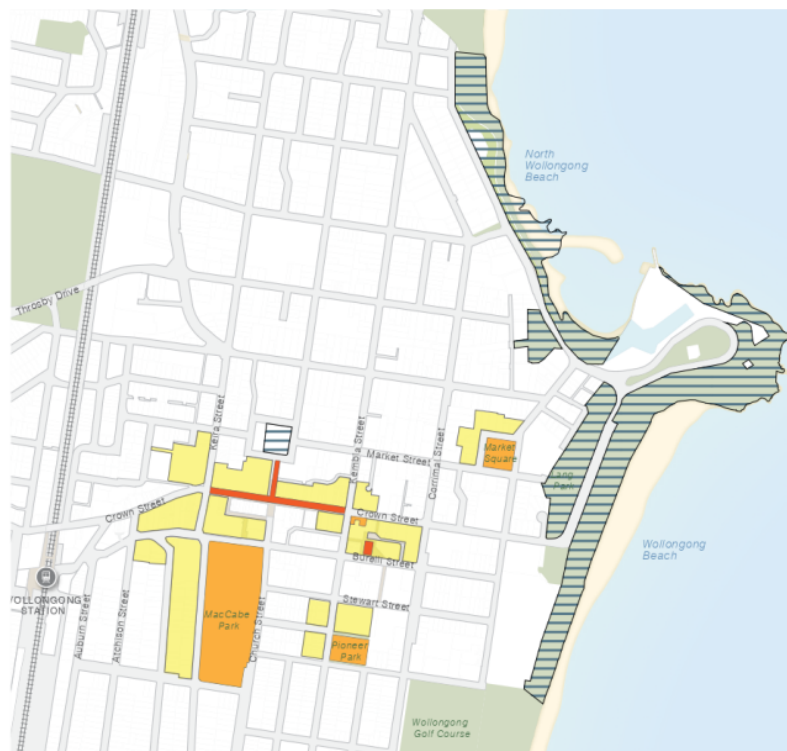 North
Wollongong
Beach
Throsby Drive
Keira Street
Kembla Street
Market Street
Corrimal Street
Market
Square
Lang
Park
Crown Street
Crown Street
Burelli Street
Wollongong
Beach
WOLLONGONG
STATION
Auburn Street
Atchison Street
MacCabe
Park
Church Street
Stewart Street
Pioneer
Park
Wollongong
Golf Course